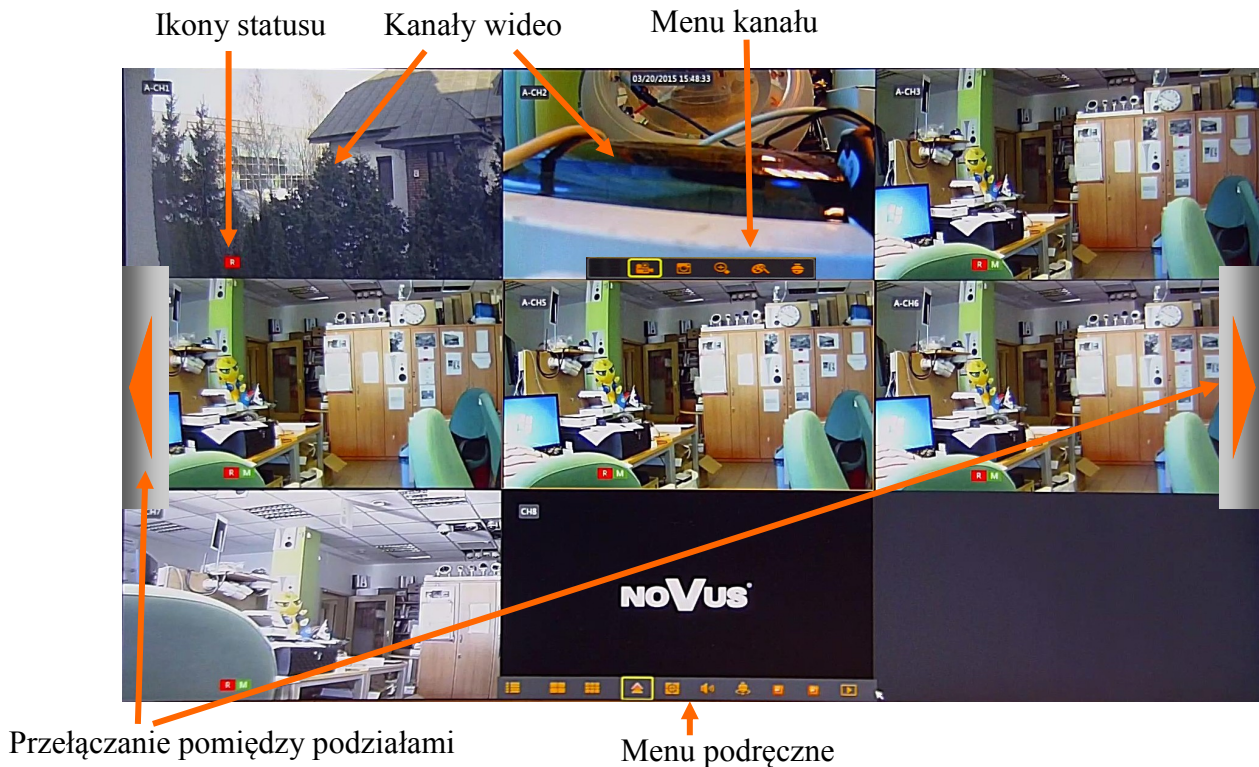 Ikony statusu
Kanały wideo
Menu kanału
A-CH1
A-CH2
03/20/2015 15:48:33
A-CH3
R
R M
A-CH5
A-CH6
R M
R M
R M
R M
CH8
NOVUS
Przełączanie pomiędzy podziałami
Menu podręczne